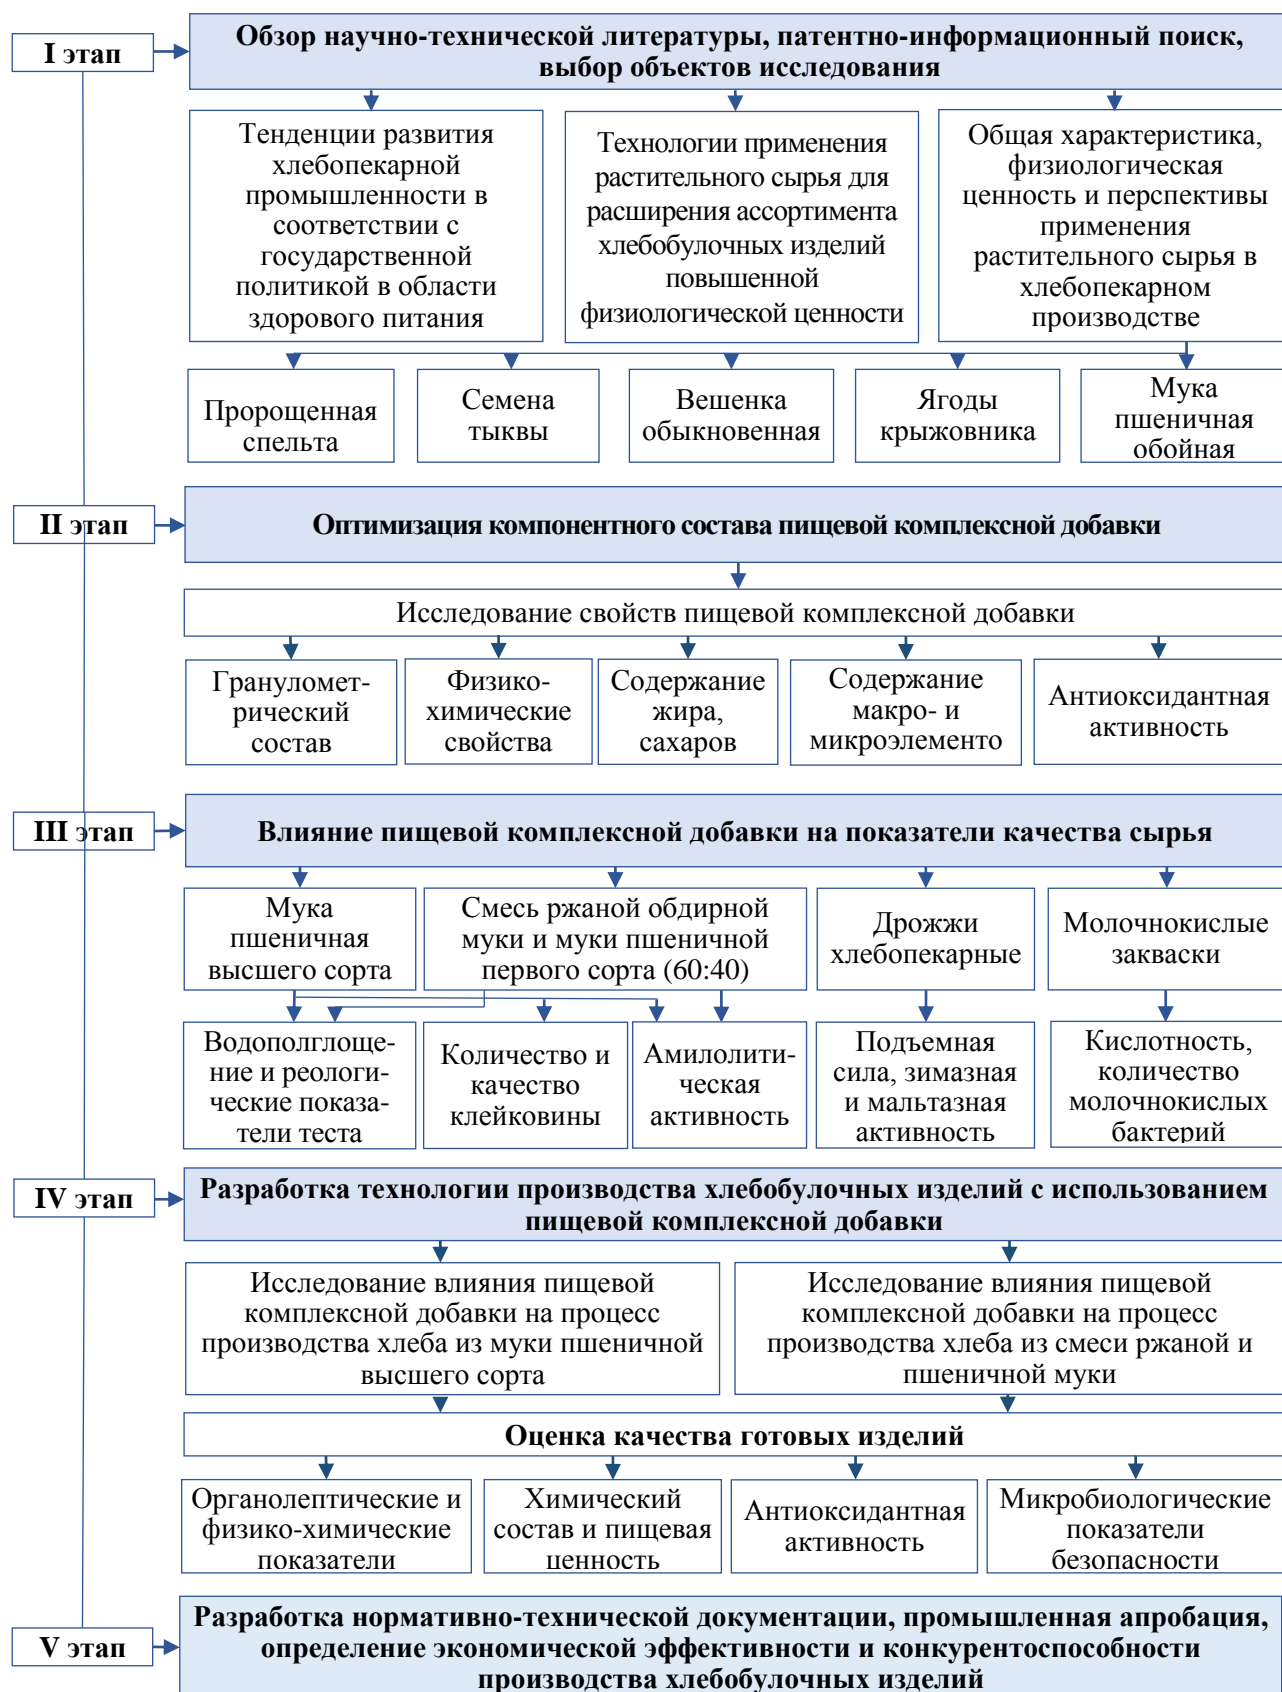 I этап
Обзор научно-технической литературы, патентно-информационный поиск,
выбор объектов исследования
Тенденции развития
хлебопекарной
промышленности в
соответствии с
государственной
политикой в области
здорового питания
Технологии применения
растительного сырья для
расширения ассортимента
хлебобулочных изделий
повышенной
физиологической ценности
Общая характеристика,
физиологическая
ценность и перспективы
применения
растительного сырья в
хлебопекарном
производстве
Пророщенная
спельта
Семена
тыквы
Вешенка
обыкновенная
Ягоды
крыжовника
Мука
пшеничная
обойная
II этап
Оптимизация компонентного состава пищевой комплексной добавки
Исследование свойств пищевой комплексной добавки
Грануломет-
рический
состав
Физико-
химические
свойства
Содержание
жира,
сахаров
Содержание
макро- и
микроэлементо
Антиоксидантная
активность
III этап
Влияние пищевой комплексной добавки на показатели качества сырья
Мука
пшеничная
высшего сорта
Смесь ржаной обдирной
муки и муки пшеничной
первого сорта (60:40)
Дрожжи
хлебопекарные
Молочнокислые
закваски
Водополглоще-
ние и реологи-
ческие показа-
тели теста
Количество и
качество
клейковины
Амилолити-
ческая
активность
Подъемная
сила, зимазная
и мальтазная
активность
Кислотность,
количество
молочнокислых
бактерий
IV этап
Разработка технологии производства хлебобулочных изделий с использованием
пищевой комплексной добавки
Исследование влияния пищевой
комплексной добавки на процесс
производства хлеба из муки пшеничной
высшего сорта
Исследование влияния пищевой
комплексной добавки на процесс
производства хлеба из смеси ржаной и
пшеничной муки
Оценка качества готовых изделий
Органолептические и
физико-химические
показатели
Химический
состав и пищевая
ценность
Антиоксидантная
активность
Микробиологические
показатели
безопасности
V этап
Разработка нормативно-технической документации, промышленная апробация,
определение экономической эффективности и конкурентоспособности
производства хлебобулочных изделий